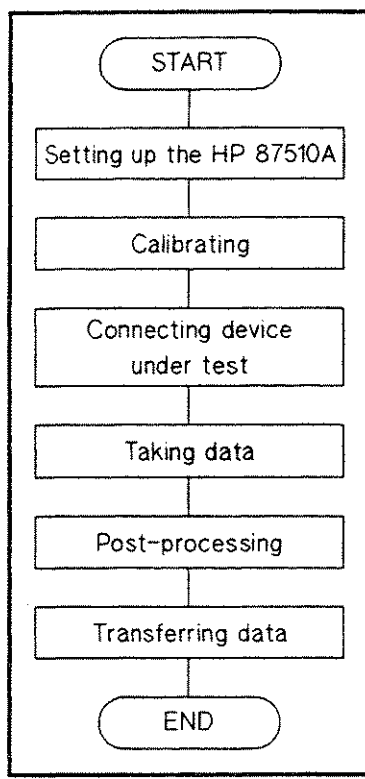 START
Setting up the HP 87510A
Calibrating
Connecting device
under test
Taking data
Post-processing
Transferring data
END